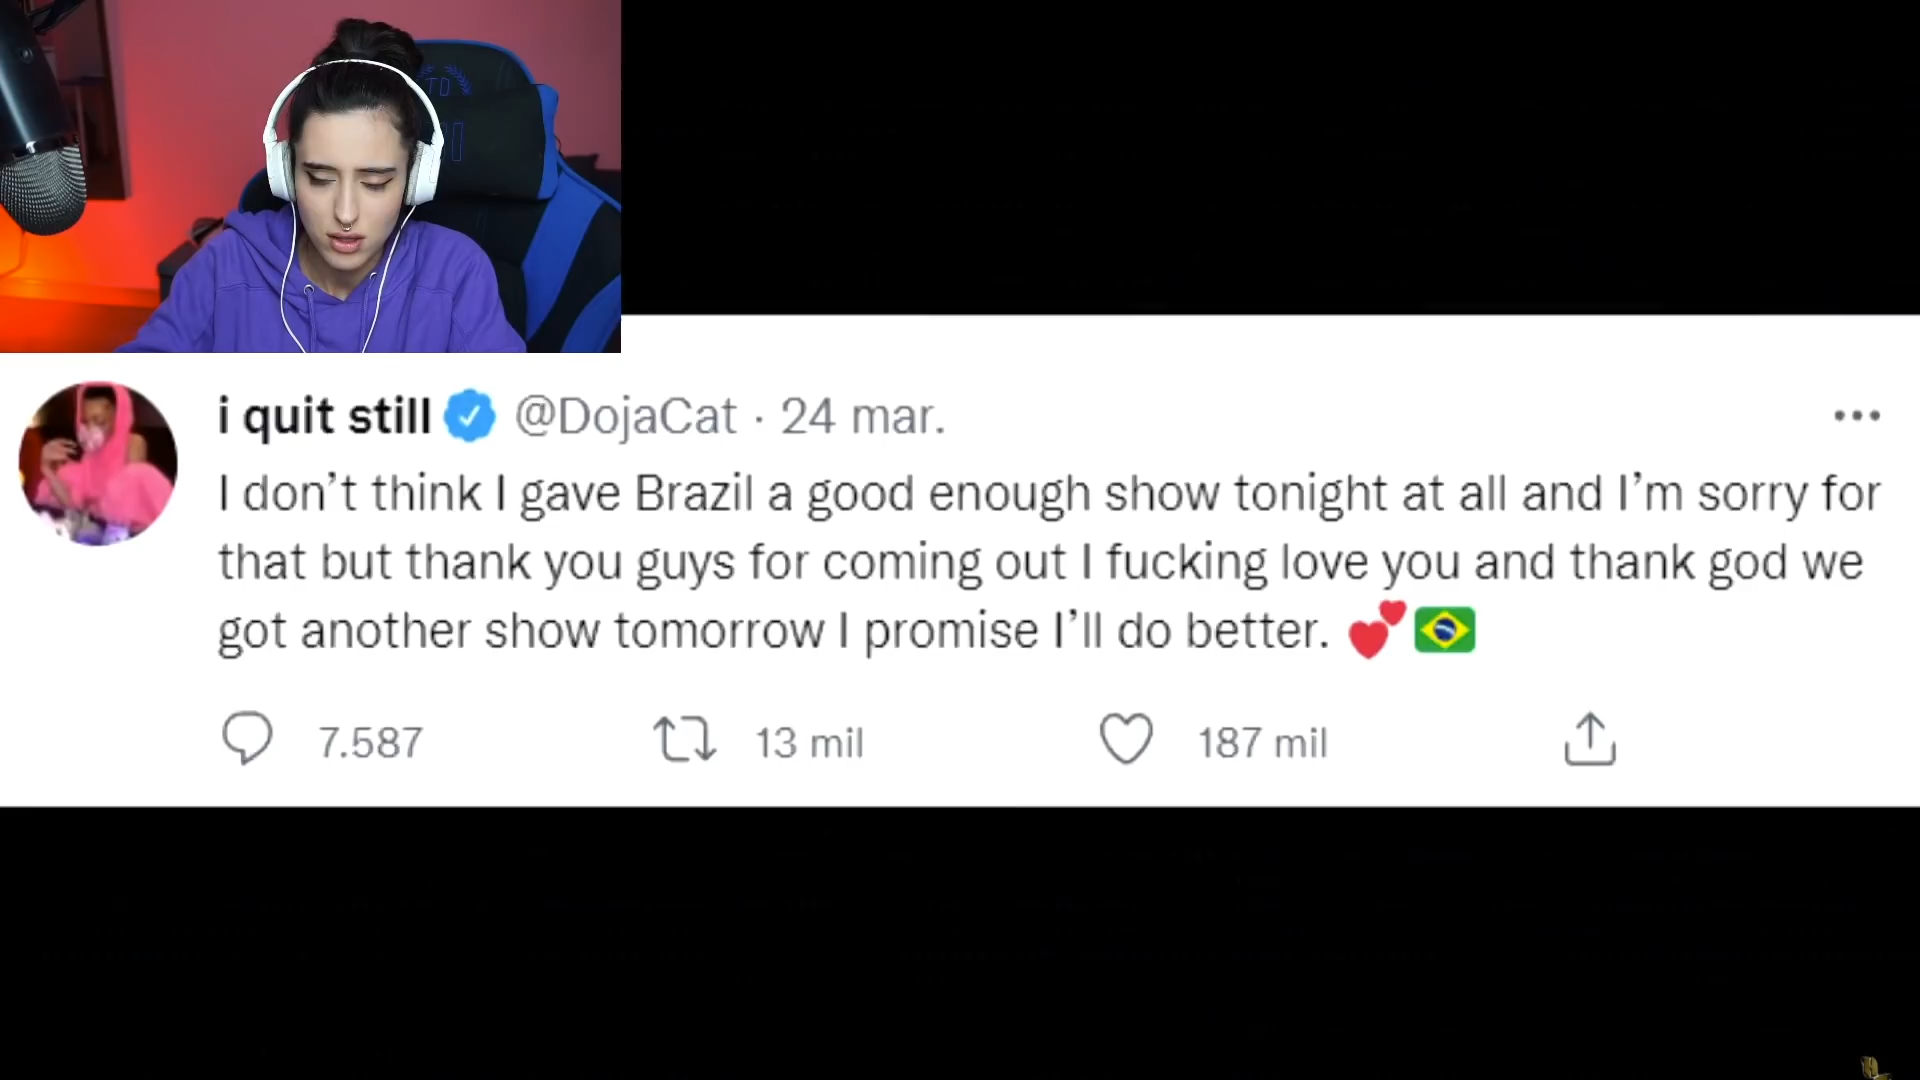 i quit still @DojaCat · 24 mar.
I don’t think I gave Brazil a good enough show tonight at all and I’m sorry for
that but thank you guys for coming out I fucking love you and thank god we
got another show tomorrow I promise I’ll do better. 💕🇧🇷
7.587 13 mil 187 mil